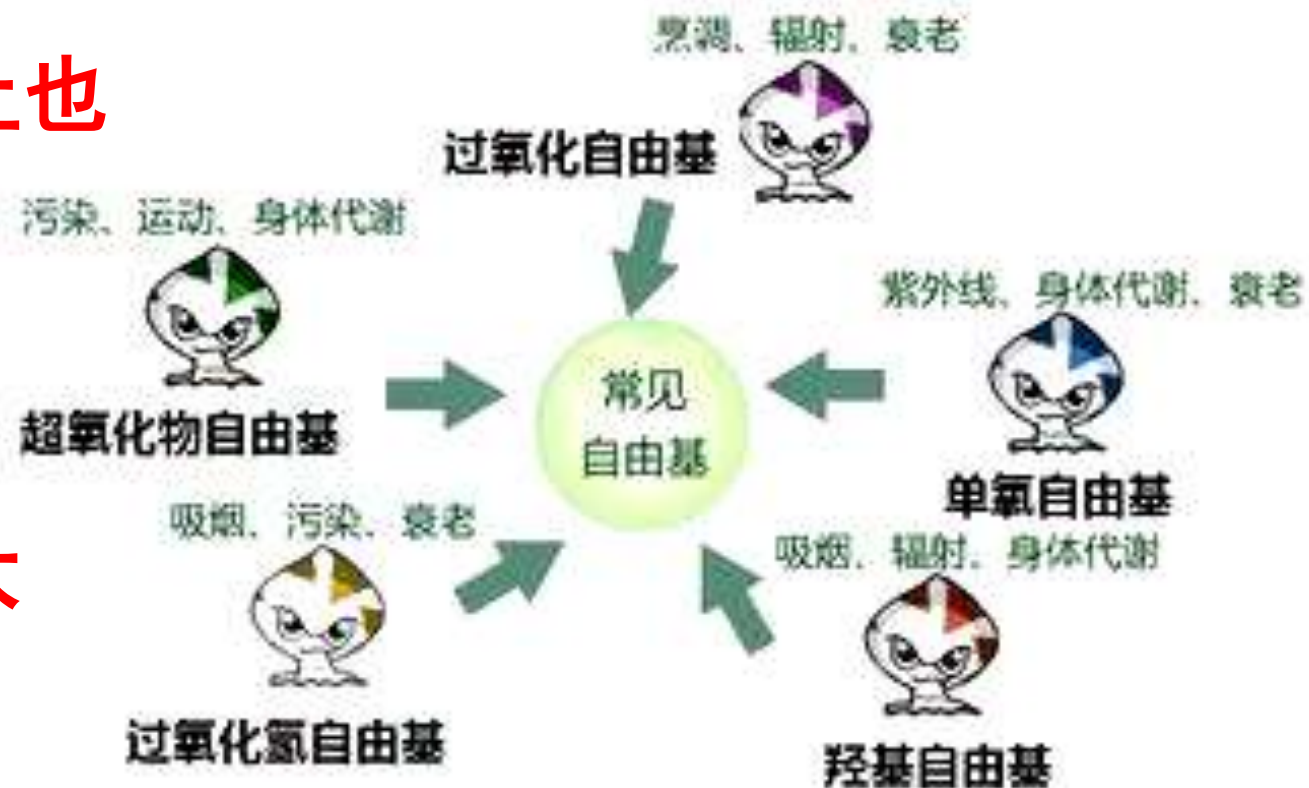 烹调、辐射、衰老
也
过氧化自由基
污染、运动、身体代谢
紫外线、身体代谢、衰老
常见
自由基
超氧化物自由基
单氧自由基
吸烟、污染、衰老
吸烟、辐射、身体代谢
过氧化氢自由基
羟基自由基